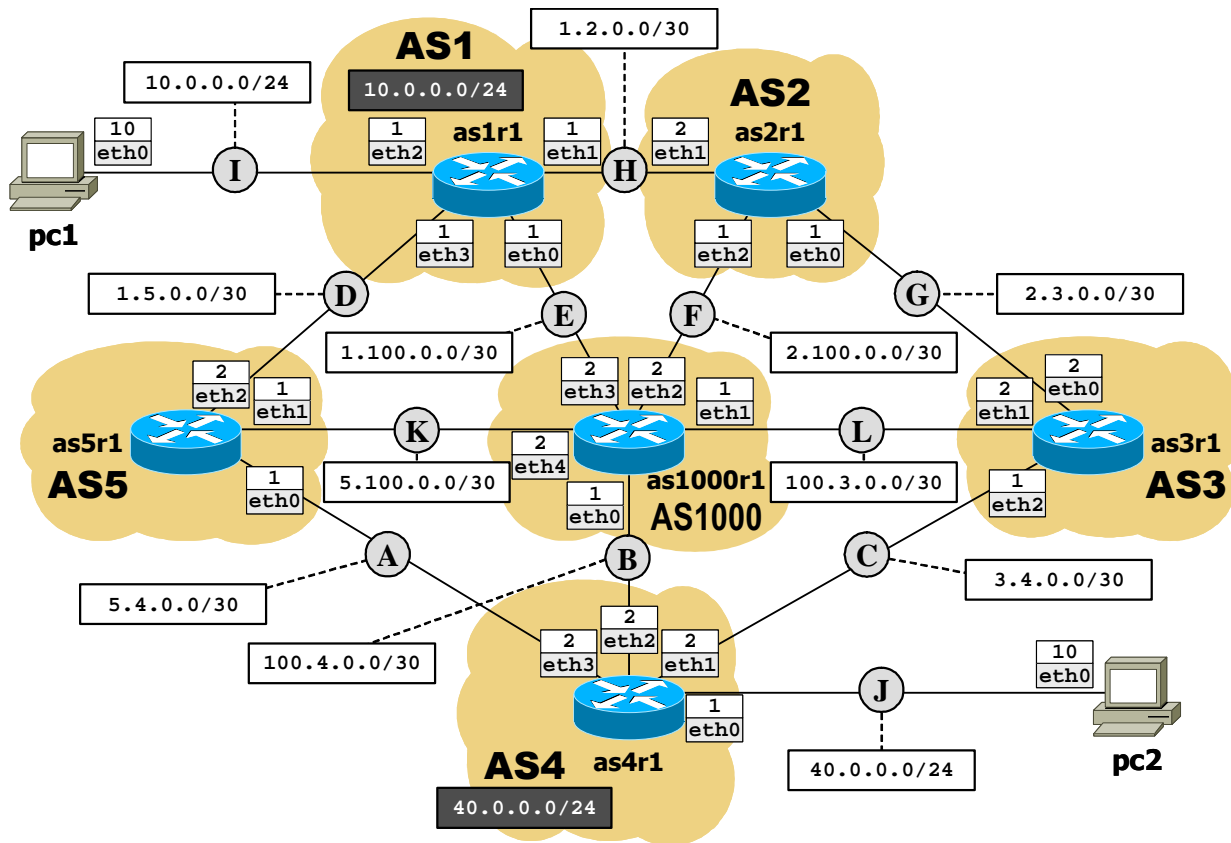 1.2.0.0/30
AS1
10.0.0.0/24
10.0.0.0/24
AS2
10
eth0
1
eth2
as1r1
1
eth1
2
eth1
as2r1
I
H
pc1
1
eth3
1
eth0
1
eth2
1
eth0
1.5.0.0/30
D
G
2.3.0.0/30
E
F
1.100.0.0/30
2.100.0.0/30
2
eth2
1
eth1
2
eth3
2
eth2
1
eth1
2
eth1
2
eth0
as5r1
AS5
K
L
as3r1
AS3
1
eth0
5.100.0.0/30
2
eth4
as1000r1
100.3.0.0/30
1
eth2
1
eth0
AS1000
A
B
C
5.4.0.0/30
3.4.0.0/30
100.4.0.0/30
2
eth3
2
eth2
2
eth1
10
eth0
J
1
eth0
AS4
as4r1
pc2
40.0.0.0/24
40.0.0.0/24